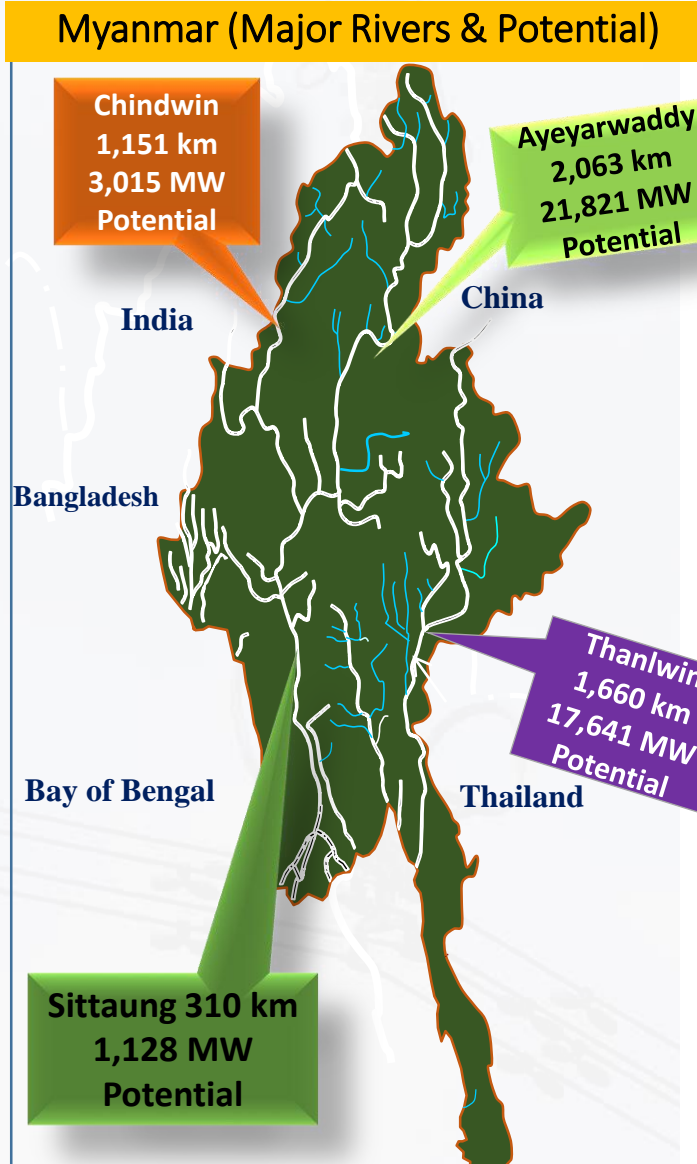 Myanmar (Major Rivers & Potential)
Chindwin
1,151 km
3,015 MW
Potential
Ayeyarwaddy
2,063 km
21,821 MW
Potential
India
China
Bangladesh
Thanlwin
1,660 km
17,641 MW
Potential
Bay of Bengal
Thailand
Sittaung 310 km
1,128 MW
Potential